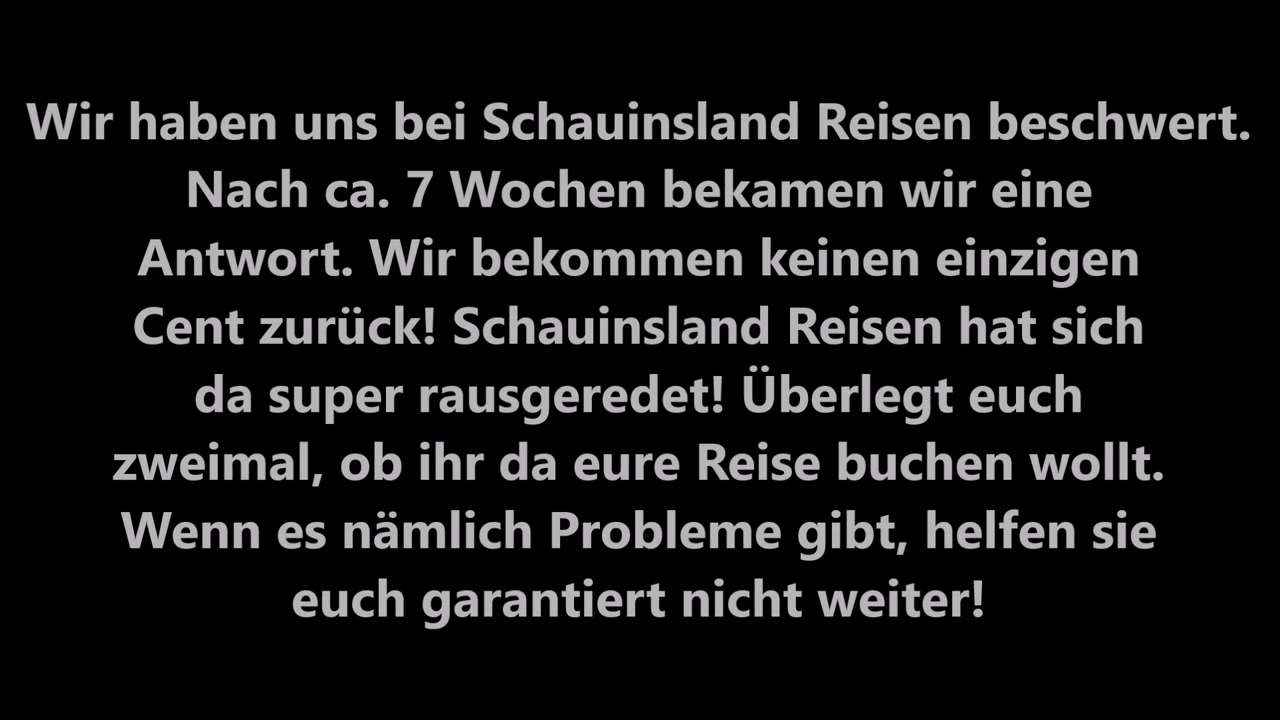 Wir haben uns bei Schauinsland Reisen beschwert.
Nach ca. 7 Wochen bekamen wir eine
Antwort. Wir bekommen keinen einzigen
Cent zurück! Schauinsland Reisen hat sich
da super rausgeredet! Überlegt euch
zweimal, ob ihr da eure Reise buchen wollt.
Wenn es nämlich Probleme gibt, helfen sie
euch garantiert nicht weiter!